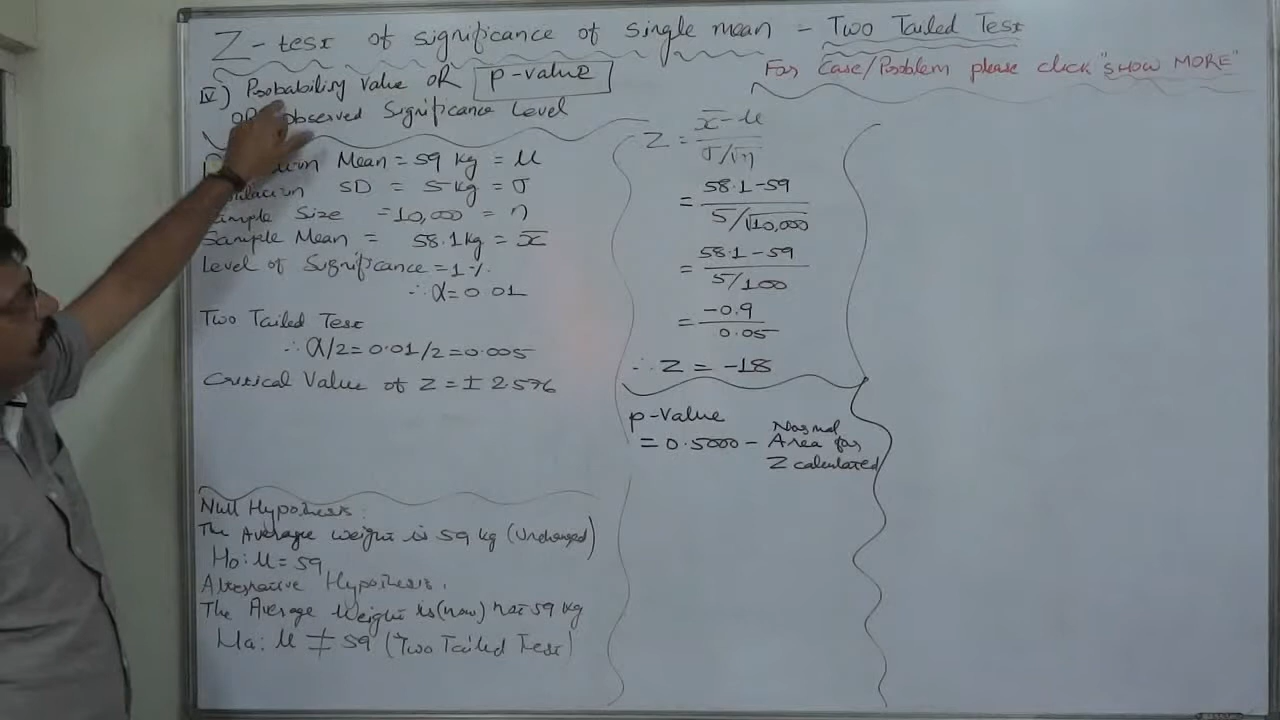 Z-test of significance of single mean - Two Tailed Test
For Case/Problem please click "SHOW MORE"
IV) Probability Value OR p-value
OR Observed Significance Level
Mean = 59 kg = μ
SD = 5 kg = σ
Sample Size = 10,000 = n
Sample Mean = 58.1 kg = x̄
Level of Significance = 1%
∴ α = 0.01
Two Tailed Test
∴ α/2 = 0.01/2 = 0.005
Critical Value of Z = ± 2.576
Null Hypothesis:
The Average weight is 59 kg (Unchanged)
Ho: μ = 59
Alternative Hypothesis.
The Average Weight is (now) not 59 kg
Ha: μ ≠ 59 (Two Tailed Test)
Z = x̄ - μ
σ/√n
= 58.1 - 59
5/√10,000
= 58.1 - 59
5/100
= -0.9
0.05
∴ Z = -18
p-value
= 0.5000 - Normal
Area for
Z calculated